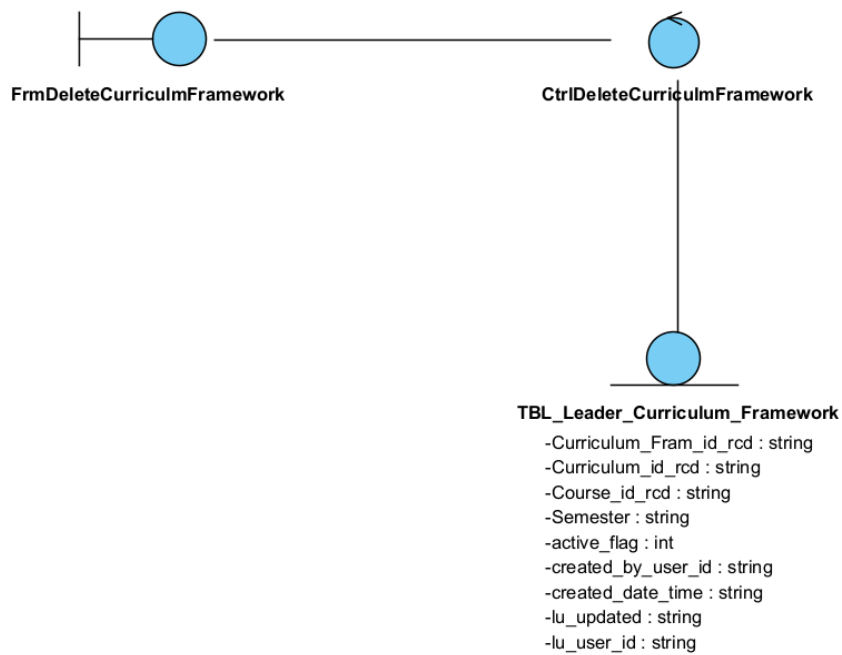 FrmDeleteCurriculmFramework
CtrlDeleteCurriculmFramework
TBL_Leader_Curriculum_Framework
-Curriculum_Fram_id_rcd : string
-Curriculum_id_rcd : string
-Course_id_rcd : string
-Semester : string
-active_flag : int
-created_by_user_id : string
-created_date_time : string
-lu_updated : string
-lu_user_id : string